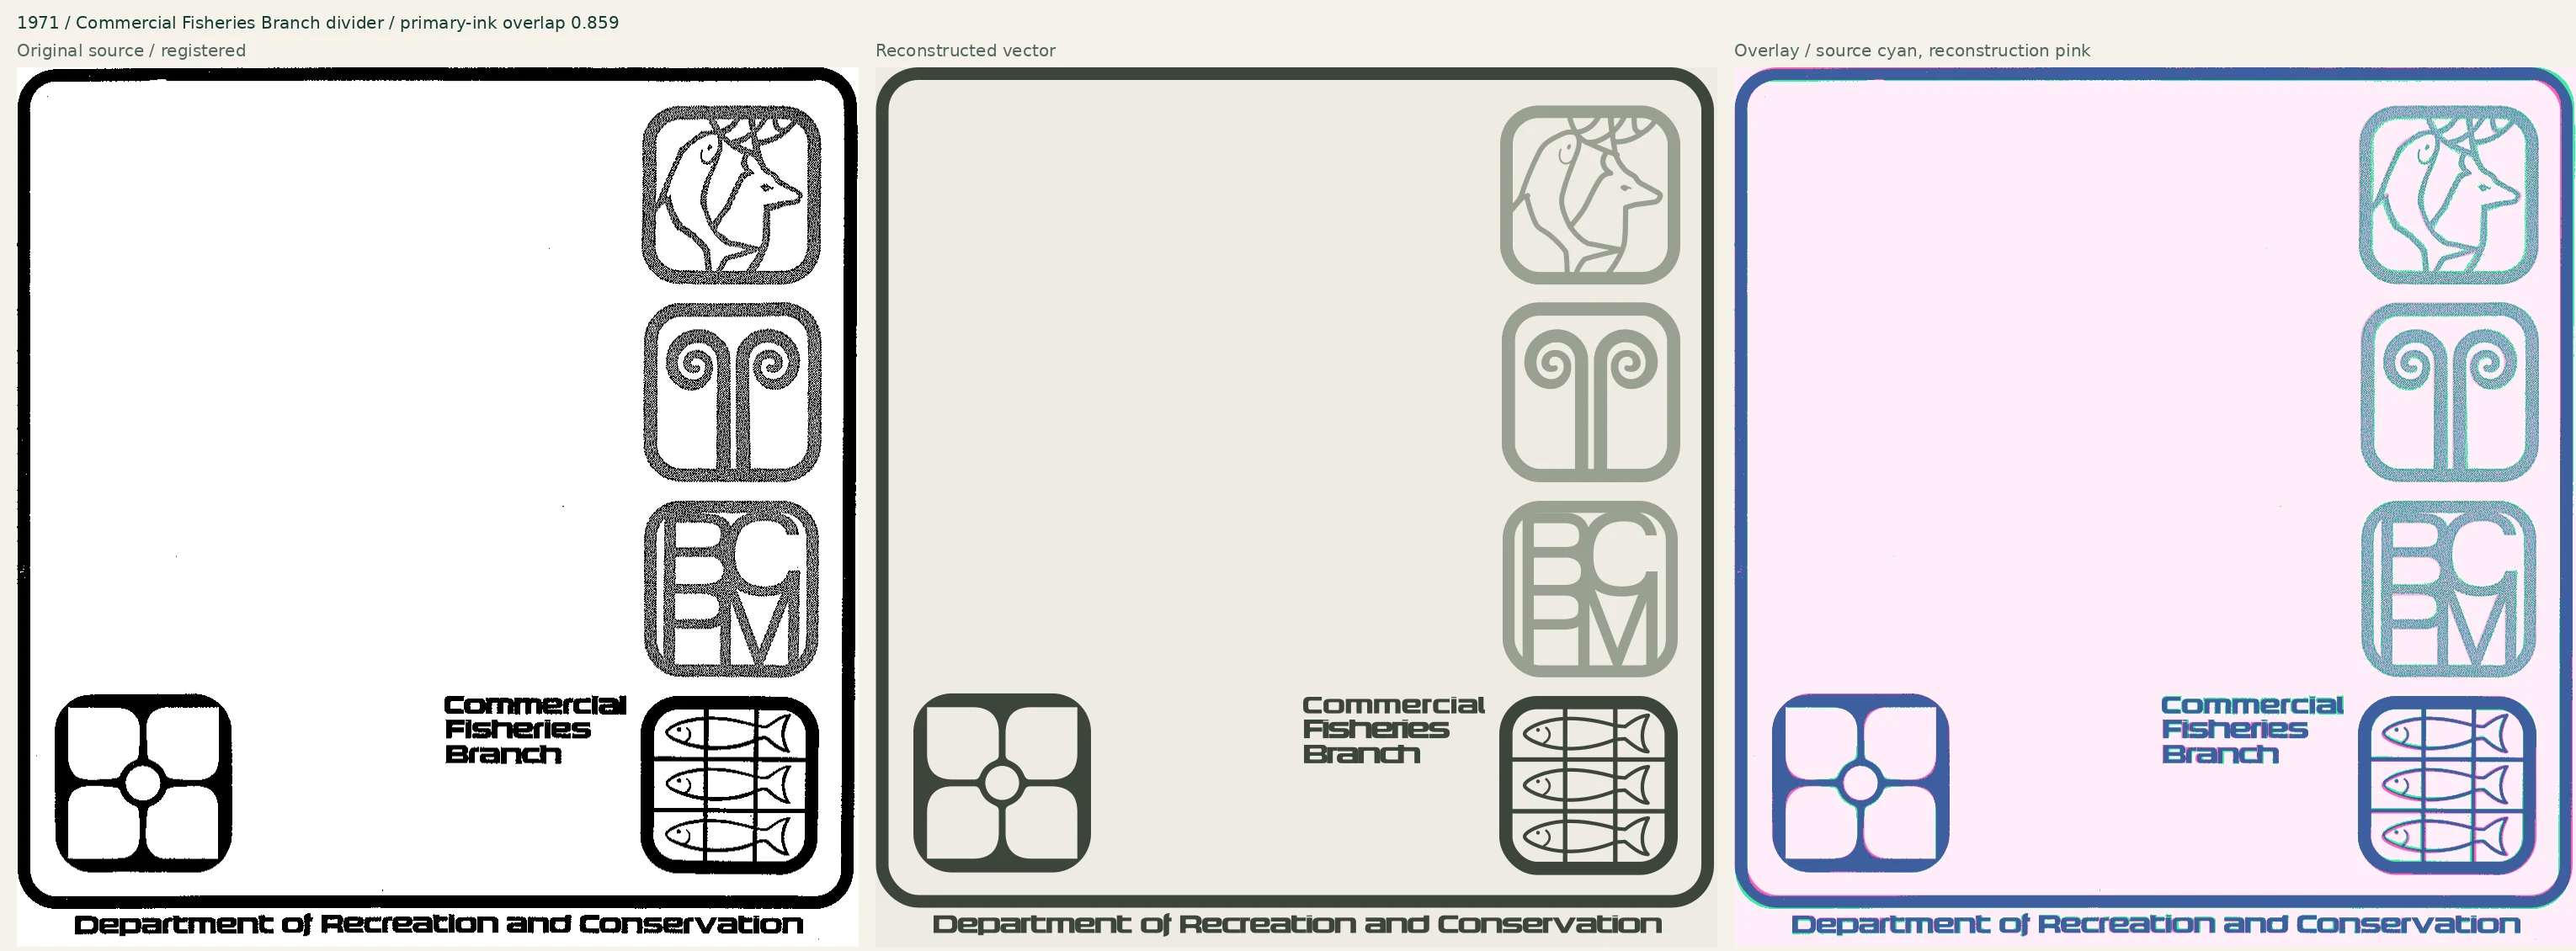 1971 / Commercial Fisheries Branch divider / primary-ink overlap 0.859
Original source / registered
Reconstructed vector
Overlay / source cyan, reconstruction pink
BC
PM
Commercial
Fisheries
Branch
Department of Recreation and Conservation
BC
PM
Commercial
Fisheries
Branch
Department of Recreation and Conservation
BC
PM
Commercial
Fisheries
Branch
Department of Recreation and Conservation